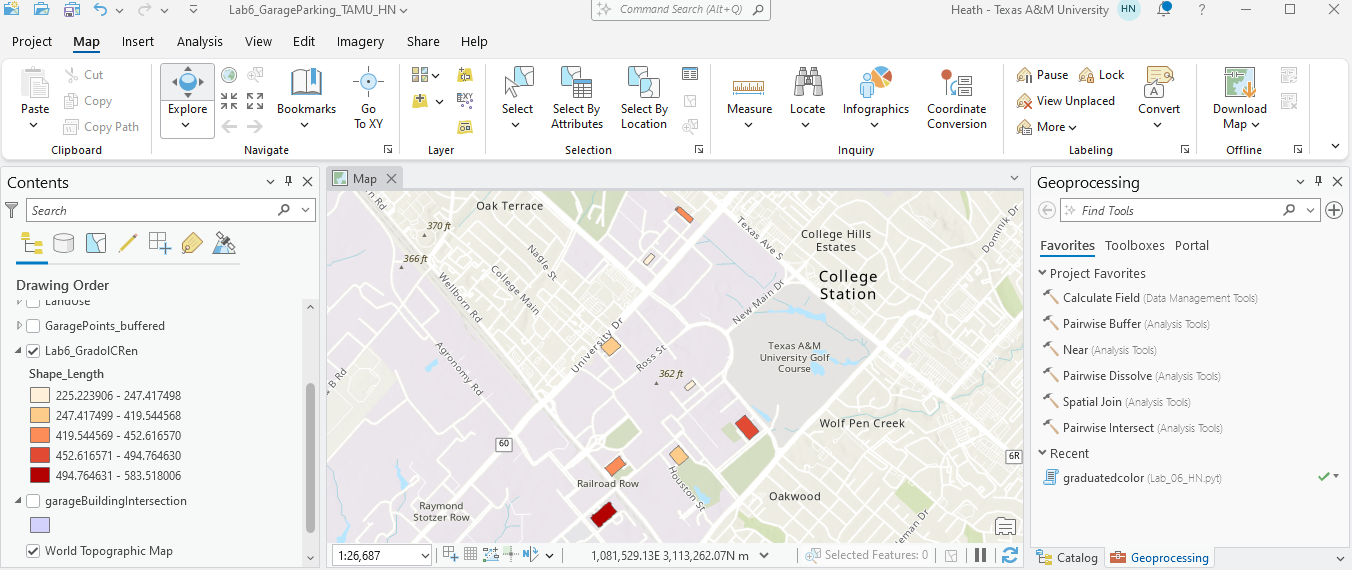 Lab6_GarageParking_TAMU_HN
Command Search (Alt+Q)
Heath - Texas A&M University
HN
?
Project
Map
Insert
Analysis
View
Edit
Imagery
Share
Help
Paste
Cut
Copy
Copy Path
Clipboard
Explore
Bookmarks
Go
To XY
Navigate
Layer
Select
Select By
Attributes
Select By
Location
Selection
Measure
Locate
Infographics
Coordinate
Conversion
Inquiry
Pause
Lock
View Unplaced
More
Convert
Labeling
Download
Map
Offline
Contents
Search
Drawing Order
Landuse
GaragePoints_buffered
Lab6_GradolCRen
Shape_Length
225.223906 - 247.417498
247.417499 - 419.544568
419.544569 - 452.616570
452.616571 - 494.764630
494.764631 - 583.518006
garageBuildingIntersection
World Topographic Map
Map
Oak Terrace
370 ft
366 ft
Nagle St
College Main
Wellborn Rd
Agronomy Rd
B Rd
University Dr
Ross St
362 ft
Texas Ave S
College Hills
Estates
College
Station
Dominik Dr
New Main Dr
Texas A&M
University Golf
Course
Wolf Pen Creek
60
6R
Railroad Row
Houston St
Oakwood
Raymond
Stotzer Row
1:26,687
1,081,529.13E 3,113,262.07N m
Selected Features: 0
Geoprocessing
Find Tools
Favorites
Toolboxes
Portal
Project Favorites
Calculate Field (Data Management Tools)
Pairwise Buffer (Analysis Tools)
Near (Analysis Tools)
Pairwise Dissolve (Analysis Tools)
Spatial Join (Analysis Tools)
Pairwise Intersect (Analysis Tools)
Recent
graduatedcolor (Lab_06_HN.pyt)
Catalog
Geoprocessing